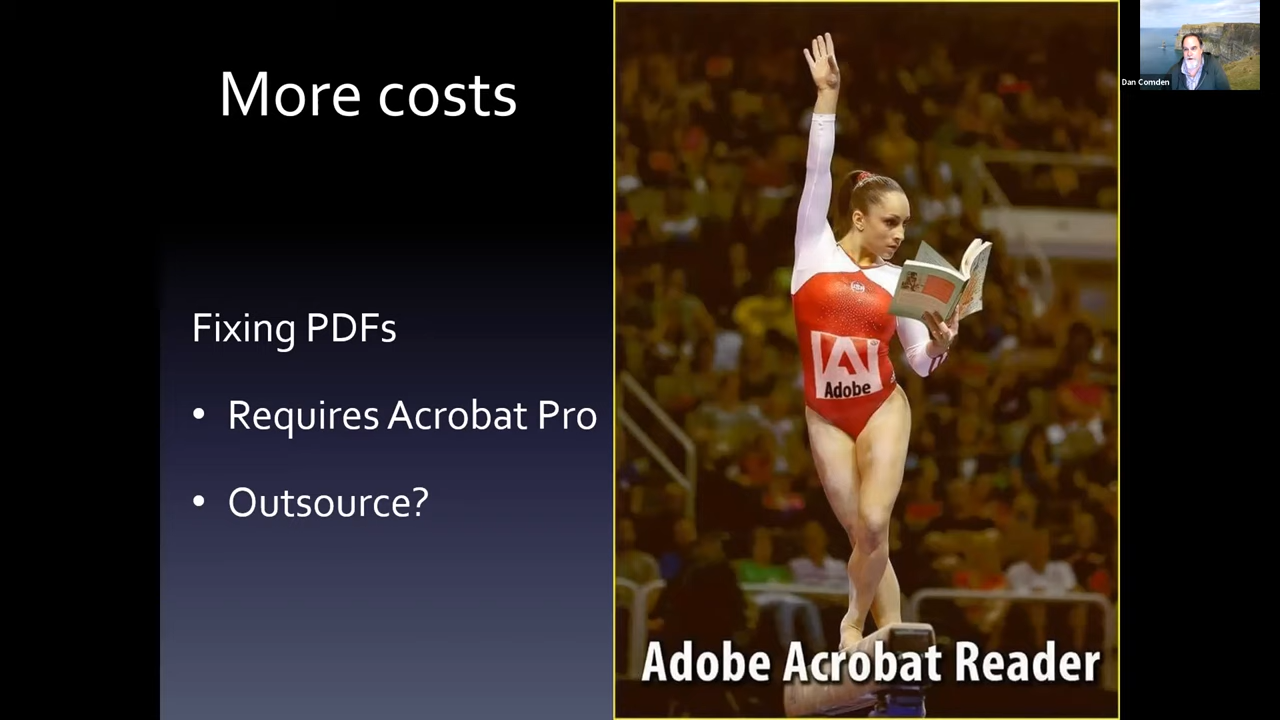 More costs
Dan Comden
Fixing PDFs
• Requires Acrobat Pro
• Outsource?
Adobe
Adobe Acrobat Reader